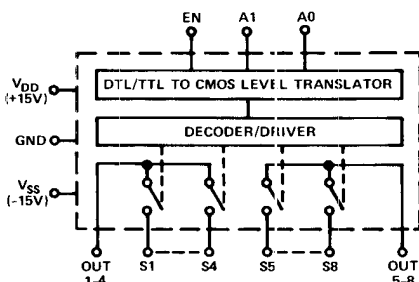 EN A1 A0
VDD
(+15V)
DTL/TTL TO CMOS LEVEL TRANSLATOR
GND
DECODER/DRIVER
VSS
(-15V)
OUT
1-4
S1 S4 S5 S8
OUT
5-8